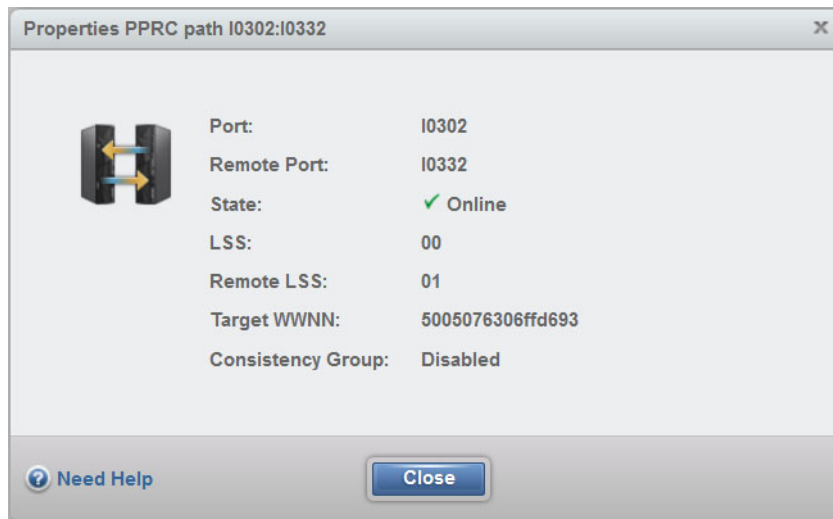 Properties PPRC path I0302:I0332
Port: I0302
Remote Port: I0332
State: Online
LSS: 00
Remote LSS: 01
Target WWNN: 5005076306ffd693
Consistency Group: Disabled
Need Help
Close